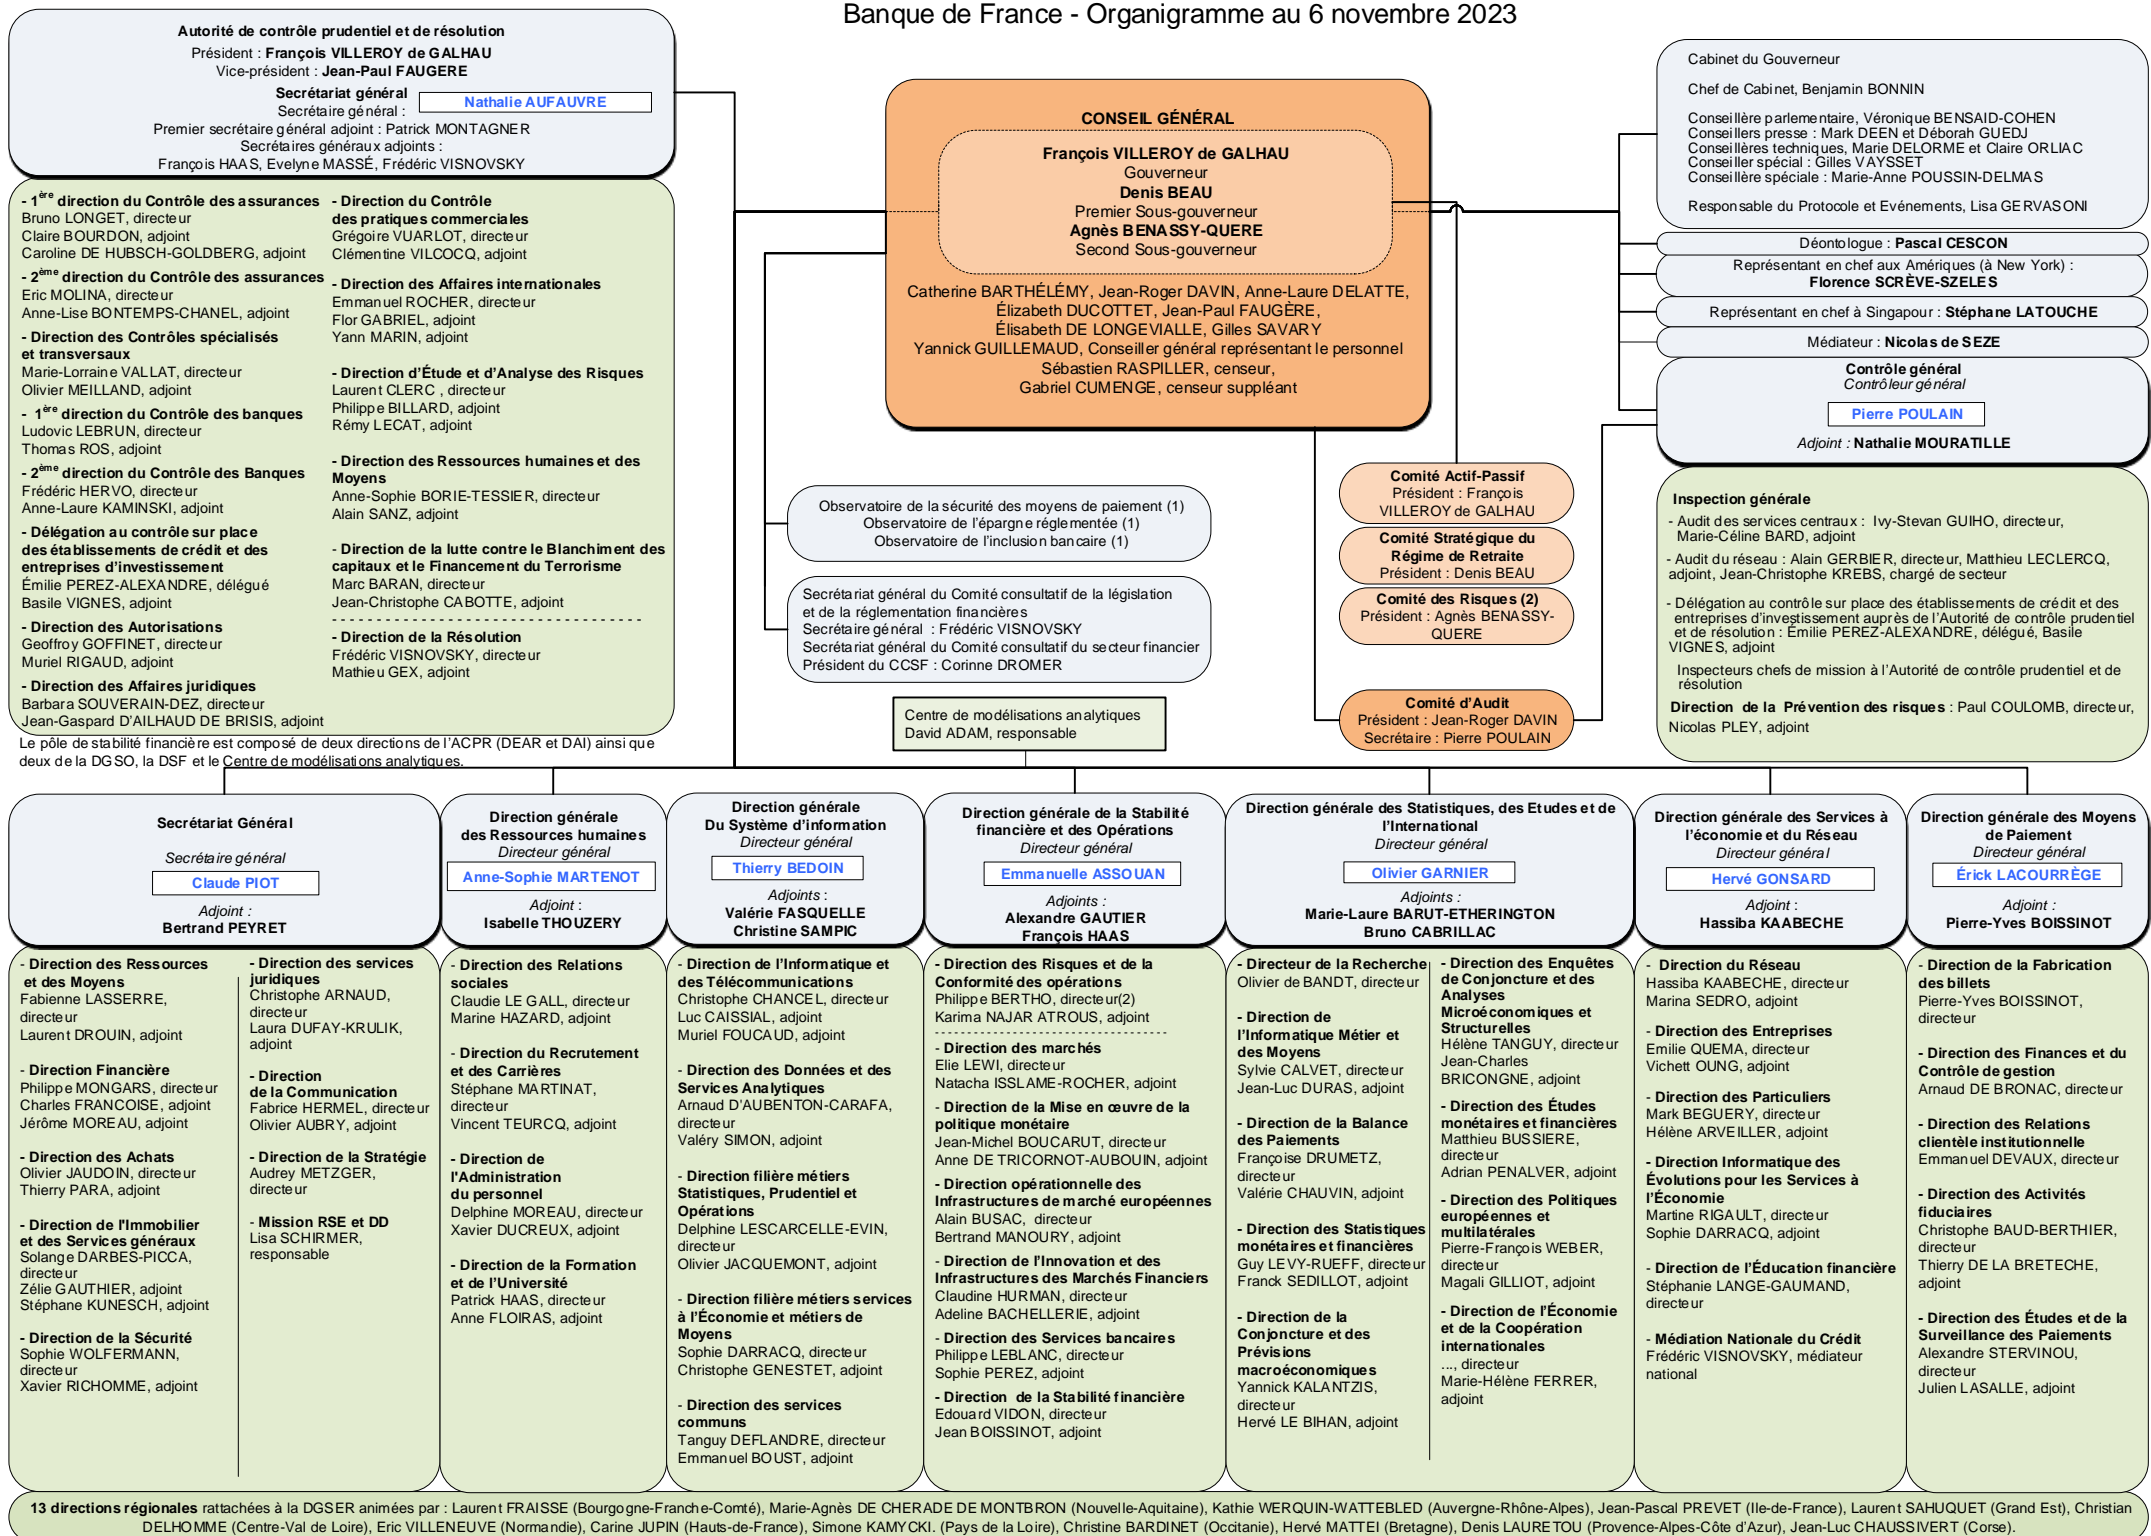 Banque de France - Organigramme au 6 novembre 2023
Autorité de contrôle prudentiel et de résolution
Président : François VILLEROY de GALHAU
Vice-président : Jean-Paul FAUGERE
Secrétariat général
Secrétaire général :
Nathalie AUFAUVRE
Premier secrétaire général adjoint : Patrick MONTAGNER
Secrétaires généraux adjoints :
François HAAS, Evelyne MASSÉ, Frédéric VISNOVSKY
- 1ère direction du Contrôle des assurances
Bruno LONGET, directeur
Claire BOURDON, adjoint
Caroline DE HUBSCH-GOLDBERG, adjoint
- 2ème direction du Contrôle des assurances
Eric MOLINA, directeur
Anne-Lise BONTEMPS-CHANEL, adjoint
- Direction des Contrôles spécialisés
et transversaux
Marie-Lorraine VALLAT, directeur
Olivier MEILLAND, adjoint
- 1ère direction du Contrôle des banques
Ludovic LEBRUN, directeur
Thomas ROS, adjoint
- 2ème direction du Contrôle des Banques
Frédéric HERVO, directeur
Anne-Laure KAMINSKI, adjoint
- Délégation au contrôle sur place
des établissements de crédit et des
entreprises d'investissement
Émilie PEREZ-ALEXANDRE, délégué
Basile VIGNES, adjoint
- Direction des Autorisations
Geoffroy GOFFINET, directeur
Muriel RIGAUD, adjoint
- Direction des Affaires juridiques
Barbara SOUVERAIN-DEZ, directeur
Jean-Gaspard D'AILHAUD DE BRISIS, adjoint
- Direction du Contrôle
des pratiques commerciales
Grégoire VUARLOT, directeur
Clémentine VILCOCQ, adjoint
- Direction des Affaires internationales
Emmanuel ROCHER, directeur
Flor GABRIEL, adjoint
Yann MARIN, adjoint
- Direction d'Étude et d'Analyse des Risques
Laurent CLERC , directeur
Philippe BILLARD, adjoint
Rémy LECAT, adjoint
- Direction des Ressources humaines et des
Moyens
Anne-Sophie BORIE-TESSIER, directeur
Alain SANZ, adjoint
- Direction de la lutte contre le Blanchiment des
capitaux et le Financement du Terrorisme
Marc BARAN, directeur
Jean-Christophe CABOTTE, adjoint
- Direction de la Résolution
Frédéric VISNOVSKY, directeur
Mathieu GEX, adjoint
Le pôle de stabilité financière est composé de deux directions de l'ACPR (DEAR et DAI) ainsi que
deux de la DGSO, la DSF et le Centre de modélisations analytiques.
CONSEIL GÉNÉRAL
François VILLEROY de GALHAU
Gouverneur
Denis BEAU
Premier Sous-gouverneur
Agnès BENASSY-QUERE
Second Sous-gouverneur
Catherine BARTHÉLÉMY, Jean-Roger DAVIN, Anne-Laure DELATTE,
Élizabeth DUCOTTET, Jean-Paul FAUGÈRE,
Élisabeth DE LONGEVIALLE, Gilles SAVARY
Yannick GUILLEMAUD, Conseiller général représentant le personnel
Sébastien RASPILLER, censeur,
Gabriel CUMENGE, censeur suppléant
Observatoire de la sécurité des moyens de paiement (1)
Observatoire de l'épargne réglementée (1)
Observatoire de l'inclusion bancaire (1)
Secrétariat général du Comité consultatif de la législation
et de la réglementation financières
Secrétaire général : Frédéric VISNOVSKY
Secrétariat général du Comité consultatif du secteur financier
Président du CCSF : Corinne DROMER
Centre de modélisations analytiques
David ADAM, responsable
Comité Actif-Passif
Président : François
VILLEROY de GALHAU
Comité Stratégique du
Régime de Retraite
Président : Denis BEAU
Comité des Risques (2)
Président : Agnès BENASSY-
QUERE
Comité d'Audit
Président : Jean-Roger DAVIN
Secrétaire : Pierre POULAIN
Cabinet du Gouverneur
Chef de Cabinet, Benjamin BONNIN
Conseillère parlementaire, Véronique BENSAID-COHEN
Conseillers presse : Mark DEEN et Déborah GUEDJ
Conseillères techniques, Marie DELORME et Claire ORLIAC
Conseiller spécial : Gilles VAYSSET
Conseillère spéciale : Marie-Anne POUSSIN-DELMAS
Responsable du Protocole et Evénements, Lisa GERVASONI
Déontologue : Pascal CESCON
Représentant en chef aux Amériques (à New York) :
Florence SCRÈVE-SZELES
Représentant en chef à Singapour : Stéphane LATOUCHE
Médiateur : Nicolas de SEZE
Contrôle général
Contrôleur général
Pierre POULAIN
Adjoint : Nathalie MOURATILLE
Inspection générale
- Audit des services centraux : Ivy-Stevan GUIHO, directeur,
Marie-Céline BARD, adjoint
- Audit du réseau : Alain GERBIER, directeur, Matthieu LECLERCQ,
adjoint, Jean-Christophe KREBS, chargé de secteur
- Délégation au contrôle sur place des établissements de crédit et des
entreprises d'investissement auprès de l'Autorité de contrôle prudentiel
et de résolution : Émilie PEREZ-ALEXANDRE, délégué, Basile
VIGNES, adjoint
Inspecteurs chefs de mission à l'Autorité de contrôle prudentiel et de
résolution
Direction de la Prévention des risques : Paul COULOMB, directeur,
Nicolas PLEY, adjoint
Secrétariat Général
Secrétaire général
Claude PIOT
Adjoint :
Bertrand PEYRET
- Direction des Ressources
et des Moyens
Fabienne LASSERRE,
directeur
Laurent DROUIN, adjoint
- Direction Financière
Philippe MONGARS, directeur
Charles FRANCOISE, adjoint
Jérôme MOREAU, adjoint
- Direction des Achats
Olivier JAUDOIN, directeur
Thierry PARA, adjoint
- Direction de l'Immobilier
et des Services généraux
Solange DARBES-PICCA,
directeur
Zélie GAUTHIER, adjoint
Stéphane KUNESCH, adjoint
- Direction de la Sécurité
Sophie WOLFERMANN,
directeur
Xavier RICHOMME, adjoint
- Direction des services
juridiques
Christophe ARNAUD,
directeur
Laura DUFAY-KRULIK,
adjoint
- Direction
de la Communication
Fabrice HERMEL, directeur
Olivier AUBRY, adjoint
- Direction de la Stratégie
Audrey METZGER,
directeur
- Mission RSE et DD
Lisa SCHIRMER,
responsable
Direction générale
des Ressources humaines
Directeur général
Anne-Sophie MARTENOT
Adjoint :
Isabelle THOUZERY
- Direction des Relations
sociales
Claudie LE GALL, directeur
Marine HAZARD, adjoint
- Direction du Recrutement
et des Carrières
Stéphane MARTINAT,
directeur
Vincent TEURCQ, adjoint
- Direction de
l'Administration
du personnel
Delphine MOREAU, directeur
Xavier DUCREUX, adjoint
- Direction de la Formation
et de l'Université
Patrick HAAS, directeur
Anne FLOIRAS, adjoint
Direction générale
Du Système d'information
Directeur général
Thierry BEDOIN
Adjoints :
Valérie FASQUELLE
Christine SAMPIC
- Direction de l'Informatique et
des Télécommunications
Christophe CHANCEL, directeur
Luc CAISSIAL, adjoint
Muriel FOUCAUD, adjoint
- Direction des Données et des
Services Analytiques
Arnaud D'AUBENTON-CARAFA,
directeur
Valéry SIMON, adjoint
- Direction filière métiers
Statistiques, Prudentiel et
Opérations
Delphine LESCARCELLE-EVIN,
directeur
Olivier JACQUEMONT, adjoint
- Direction filière métiers services
à l'Économie et métiers de
Moyens
Sophie DARRACQ, directeur
Christophe GENESTET, adjoint
- Direction des services
communs
Tanguy DEFLANDRE, directeur
Emmanuel BOUST, adjoint
Direction générale de la Stabilité
financière et des Opérations
Directeur général
Emmanuelle ASSOUAN
Adjoints :
Alexandre GAUTIER
François HAAS
- Direction des Risques et de la
Conformité des opérations
Philippe BERTHO, directeur(2)
Karima NAJAR ATROUS, adjoint
- Direction des marchés
Elie LEWI, directeur
Natacha ISSLAME-ROCHER, adjoint
- Direction de la Mise en œuvre de la
politique monétaire
Jean-Michel BOUCARUT, directeur
Anne DE TRICORNOT-AUBOUIN, adjoint
- Direction opérationnelle des
Infrastructures de marché européennes
Alain BUSAC, directeur
Bertrand MANOURY, adjoint
- Direction de l'Innovation et des
Infrastructures des Marchés Financiers
Claudine HURMAN, directeur
Adeline BACHELLERIE, adjoint
- Direction des Services bancaires
Philippe LEBLANC, directeur
Sophie PEREZ, adjoint
- Direction de la Stabilité financière
Edouard VIDON, directeur
Jean BOISSINOT, adjoint
Direction générale des Statistiques, des Etudes et de
l'International
Directeur général
Olivier GARNIER
Adjoints :
Marie-Laure BARUT-ETHERINGTON
Bruno CABRILLAC
- Directeur de la Recherche
Olivier de BANDT, directeur
- Direction de
l'Informatique Métier et
des Moyens
Sylvie CALVET, directeur
Jean-Luc DURAS, adjoint
- Direction de la Balance
des Paiements
Françoise DRUMETZ,
directeur
Valérie CHAUVIN, adjoint
- Direction des Statistiques
monétaires et financières
Guy LEVY-RUEFF, directeur
Franck SEDILLOT, adjoint
- Direction de la
Conjoncture et des
Prévisions
macroéconomiques
Yannick KALANTZIS,
directeur
Hervé LE BIHAN, adjoint
- Direction des Enquêtes
de Conjoncture et des
Analyses
Microéconomiques et
Structurelles
Hélène TANGUY, directeur
Jean-Charles
BRICONGNE, adjoint
- Direction des Études
monétaires et financières
Matthieu BUSSIERE,
directeur
Adrian PENALVER, adjoint
- Direction des Politiques
européennes et
multilatérales
Pierre-François WEBER,
directeur
Magali GILLIOT, adjoint
- Direction de l'Économie
et de la Coopération
internationales
..., directeur
Marie-Hélène FERRER,
adjoint
Direction générale des Services à
l'économie et du Réseau
Directeur général
Hervé GONSARD
Adjoint :
Hassiba KAABECHE
- Direction du Réseau
Hassiba KAABECHE, directeur
Marina SEDRO, adjoint
- Direction des Entreprises
Emilie QUEMA, directeur
Vichett OUNG, adjoint
- Direction des Particuliers
Mark BEGUERY, directeur
Hélène ARVEILLER, adjoint
- Direction Informatique des
Évolutions pour les Services à
l'Économie
Martine RIGAULT, directeur
Sophie DARRACQ, adjoint
- Direction de l'Éducation financière
Stéphanie LANGE-GAUMAND,
directeur
- Médiation Nationale du Crédit
Frédéric VISNOVSKY, médiateur
national
Direction générale des Moyens
de Paiement
Directeur général
Érick LACOURRÈGE
Adjoint :
Pierre-Yves BOISSINOT
- Direction de la Fabrication
des billets
Pierre-Yves BOISSINOT,
directeur
- Direction des Finances et du
Contrôle de gestion
Arnaud DE BRONAC, directeur
- Direction des Relations
clientèle institutionnelle
Emmanuel DEVAUX, directeur
- Direction des Activités
fiduciaires
Christophe BAUD-BERTHIER,
directeur
Thierry DE LA BRETECHE,
adjoint
- Direction des Études et de la
Surveillance des Paiements
Alexandre STERVINOU,
directeur
Julien LASALLE, adjoint
13 directions régionales rattachées à la DGSER animées par : Laurent FRAISSE (Bourgogne-Franche-Comté), Marie-Agnès DE CHERADE DE MONTBRON (Nouvelle-Aquitaine), Kathie WERQUIN-WATTEBLED (Auvergne-Rhône-Alpes), Jean-Pascal PREVET (Ile-de-France), Laurent SAHUQUET (Grand Est), Christian
DELHOMME (Centre-Val de Loire), Eric VILLENEUVE (Normandie), Carine JUPIN (Hauts-de-France), Simone KAMYCKI. (Pays de la Loire), Christine BARDINET (Occitanie), Hervé MATTEI (Bretagne), Denis LAURETOU (Provence-Alpes-Côte d'Azur), Jean-Luc CHAUSSIVERT (Corse).